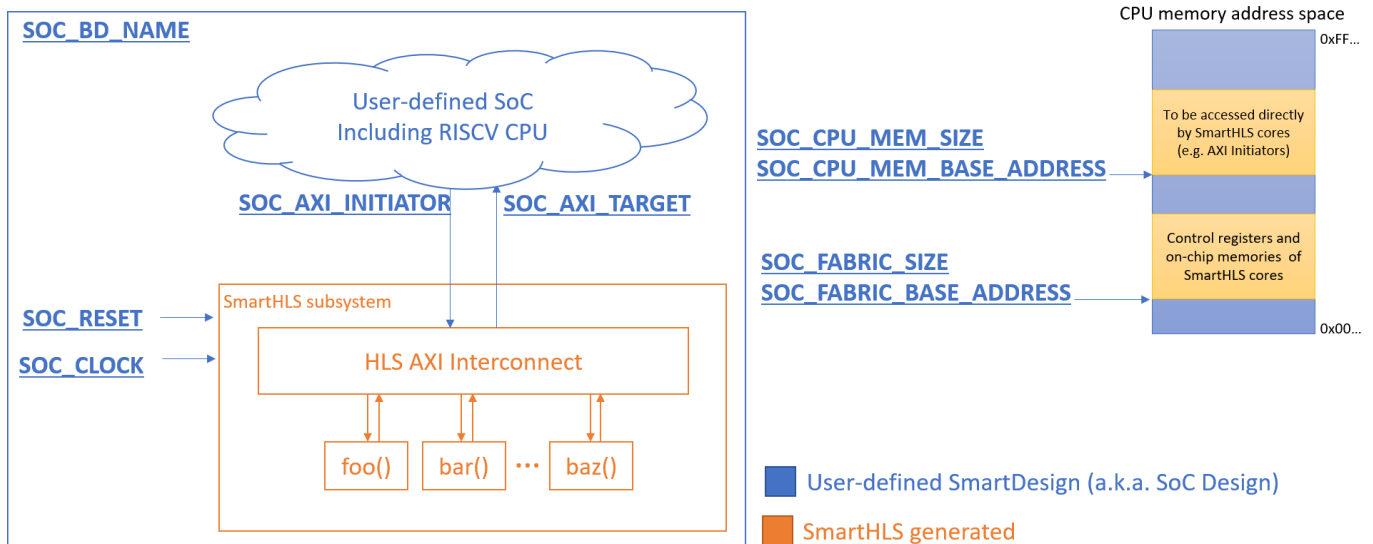 SOC_BD_NAME
User-defined SoC
Including RISCV CPU
SOC_AXI_INITIATOR
SOC_AXI_TARGET
SOC_RESET
SOC_CLOCK
SmartHLS subsystem
HLS AXI Interconnect
foo()
bar()
...
baz()
CPU memory address space
0xFF...
To be accessed directly
by SmartHLS cores
(e.g. AXI Initiators)
SOC_CPU_MEM_SIZE
SOC_CPU_MEM_BASE_ADDRESS
Control registers and
on-chip memories of
SmartHLS cores
SOC_FABRIC_SIZE
SOC_FABRIC_BASE_ADDRESS
0x00...
User-defined SmartDesign (a.k.a. SoC Design)
SmartHLS generated